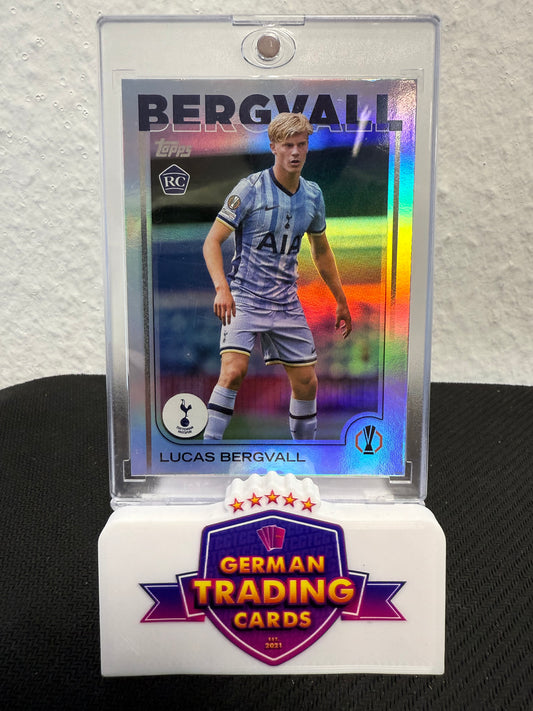 BERGVALL
Topps
RC
AIA
LUCAS BERGVALL
GERMAN
TRADING
CARDS
EST.
2021